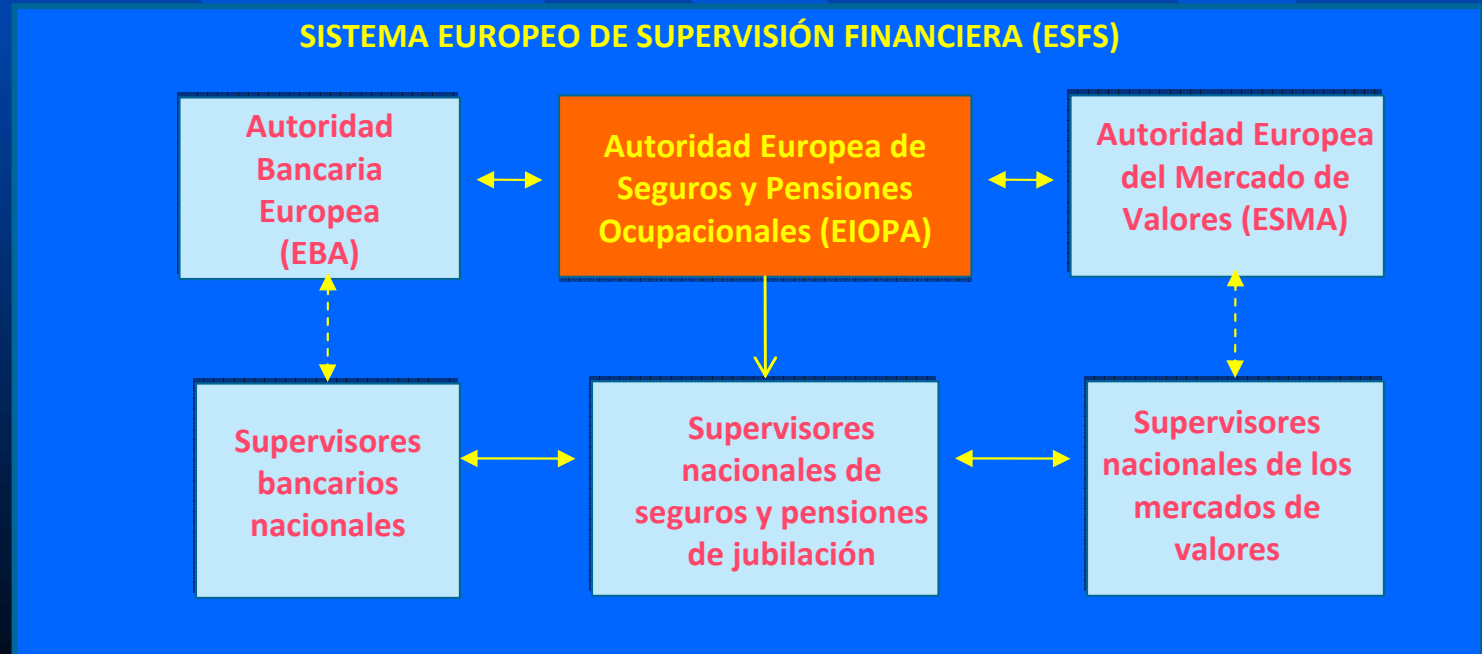 SISTEMA EUROPEO DE SUPERVISIÓN FINANCIERA (ESFS)
Autoridad
Bancaria
Europea
(EBA)
Autoridad Europea de
Seguros y Pensiones
Ocupacionales (EIOPA)
Autoridad Europea
del Mercado de
Valores (ESMA)
Supervisores
bancarios
nacionales
Supervisores
nacionales de
seguros y pensiones
de jubilación
Supervisores
nacionales de los
mercados de
valores